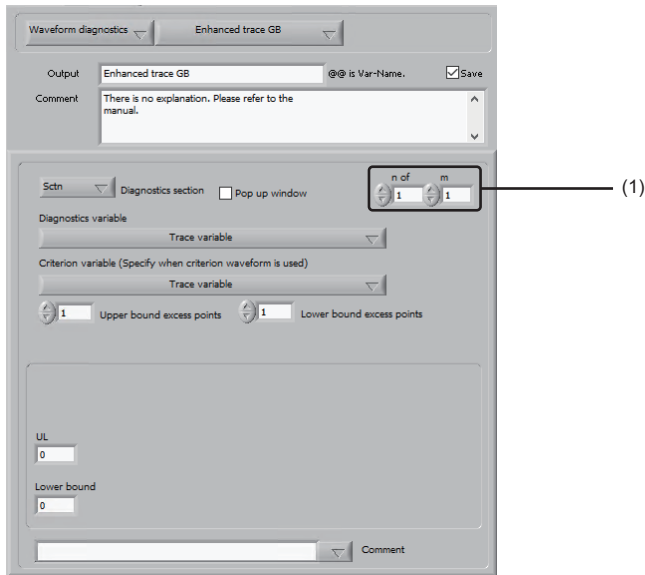 Waveform diagnostics Enhanced trace GB
Output Enhanced trace GB @@ is Var-Name. Save
Comment There is no explanation. Please refer to the
manual.
n of m
Sctn Diagnostics section Pop up window 1 1 (1)
Diagnostics variable
Trace variable
Criterion variable (Specify when criterion waveform is used)
Trace variable
1 Upper bound excess points 1 Lower bound excess points
UL
0
Lower bound
0
Comment